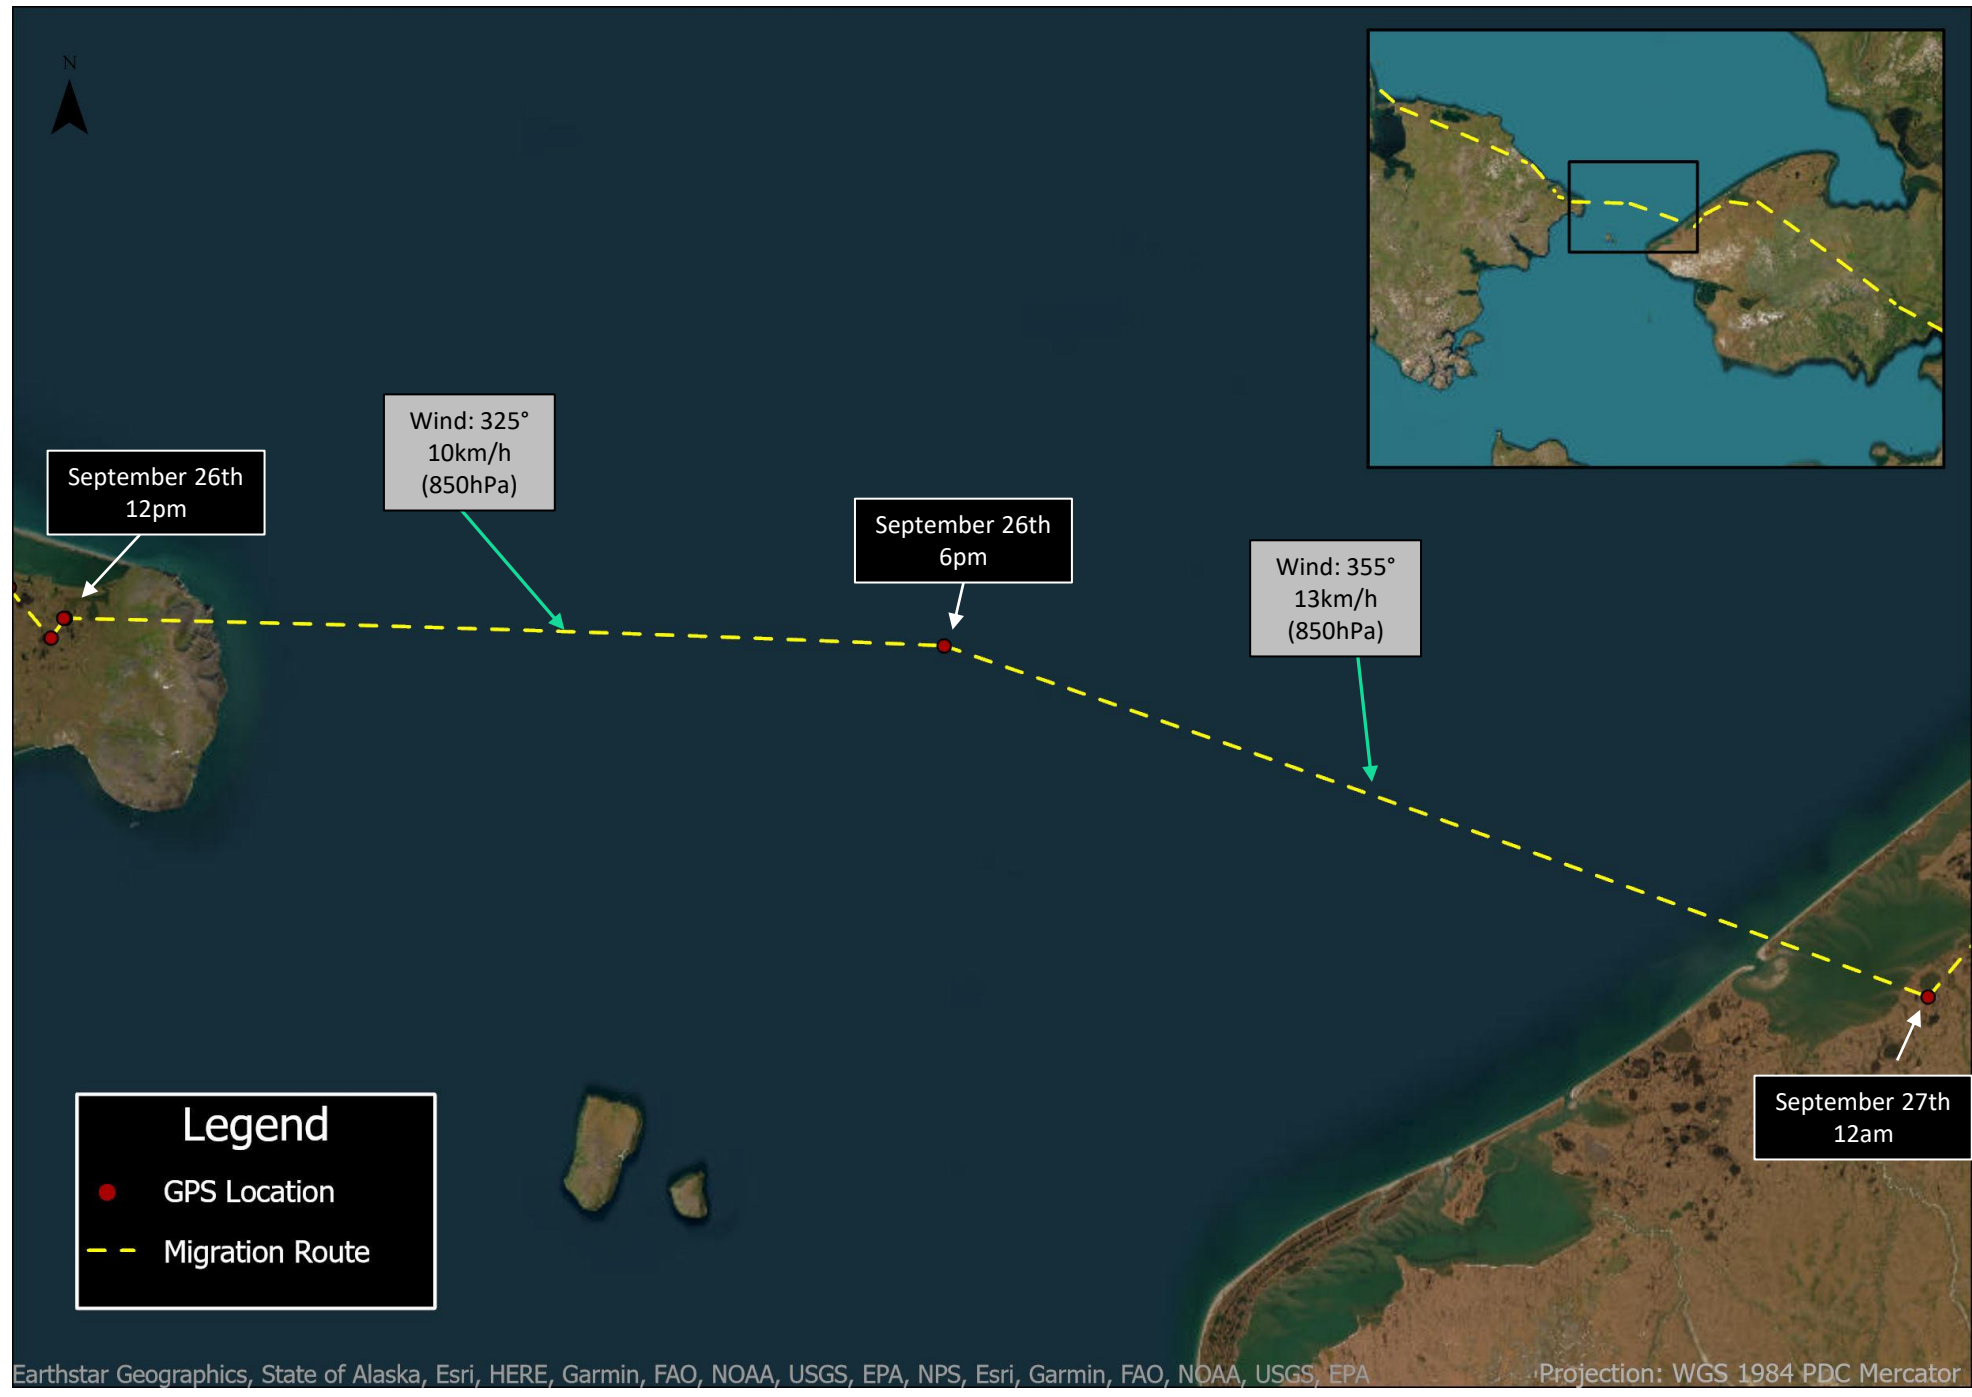 N
Wind: 325°
10km/h
(850hPa)
September 26th
12pm
September 26th
6pm
Wind: 355°
13km/h
(850hPa)
September 27th
12am
Legend
GPS Location
Migration Route
Earthstar Geographics, State of Alaska, Esri, HERE, Garmin, FAO, NOAA, USGS, EPA, NPS, Esri, Garmin, FAO, NOAA, USGS, EPA
Projection: WGS 1984 PDC Mercator